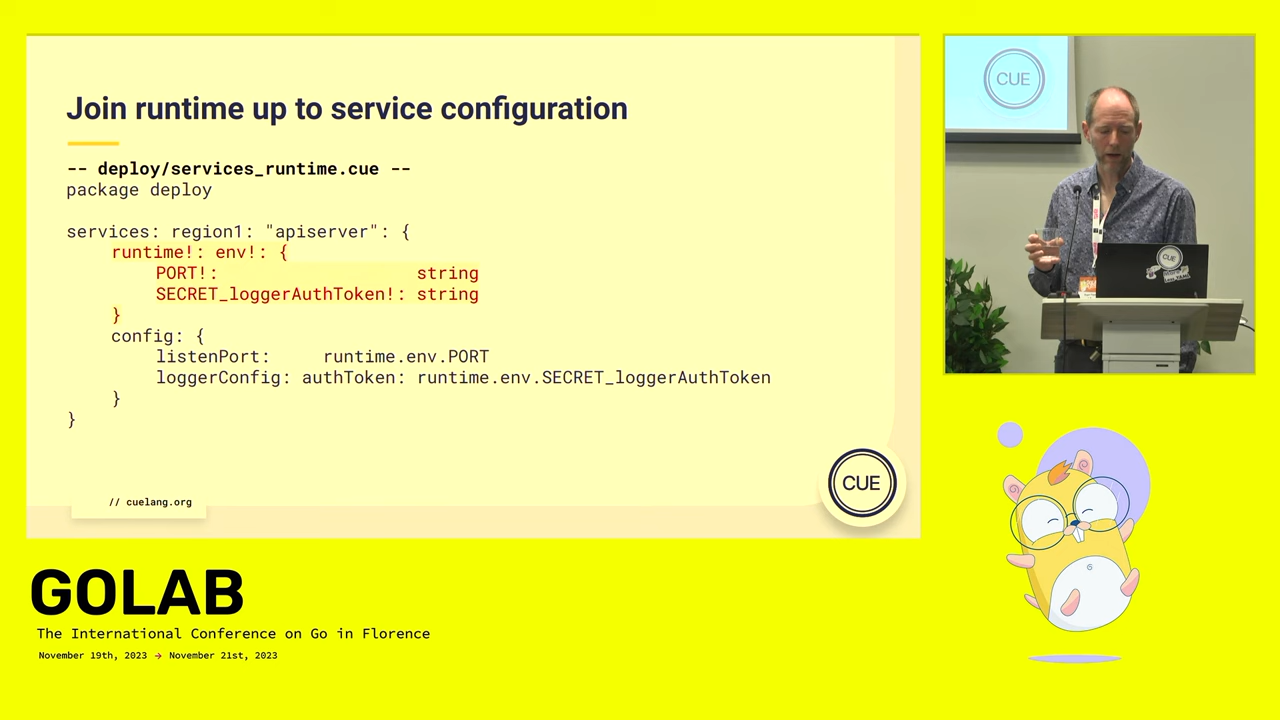 Join runtime up to service configuration
-- deploy/services_runtime.cue --
package deploy
services: region1: "apiserver": {
runtime!: env!: {
PORT!: string
SECRET_loggerAuthToken!: string
}
config: {
listenPort: runtime.env.PORT
loggerConfig: authToken: runtime.env.SECRET_loggerAuthToken
}
}
// cuelang.org
CUE
CUE
CUE
GOLAB
The International Conference on Go in Florence
November 19th, 2023 → November 21st, 2023